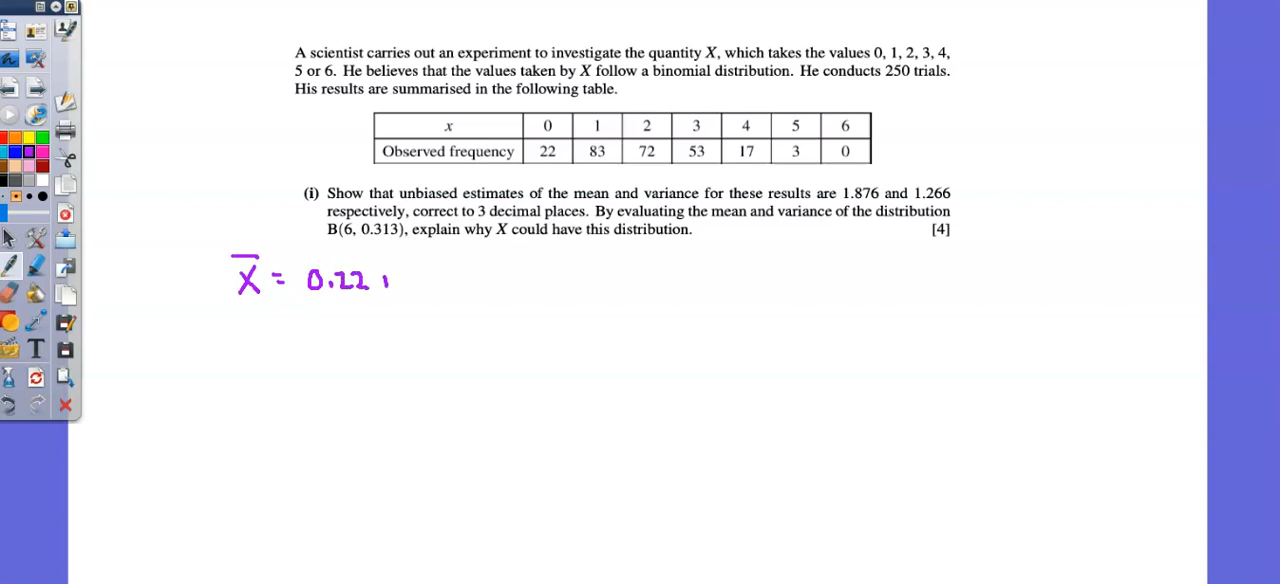 A scientist carries out an experiment to investigate the quantity X, which takes the values 0, 1, 2, 3, 4,
5 or 6. He believes that the values taken by X follow a binomial distribution. He conducts 250 trials.
His results are summarised in the following table.
x 0 1 2 3 4 5 6
Observed frequency 22 83 72 53 17 3 0
(i) Show that unbiased estimates of the mean and variance for these results are 1.876 and 1.266
respectively, correct to 3 decimal places. By evaluating the mean and variance of the distribution
B(6, 0.313), explain why X could have this distribution. [4]
X̅ = 0.22
T